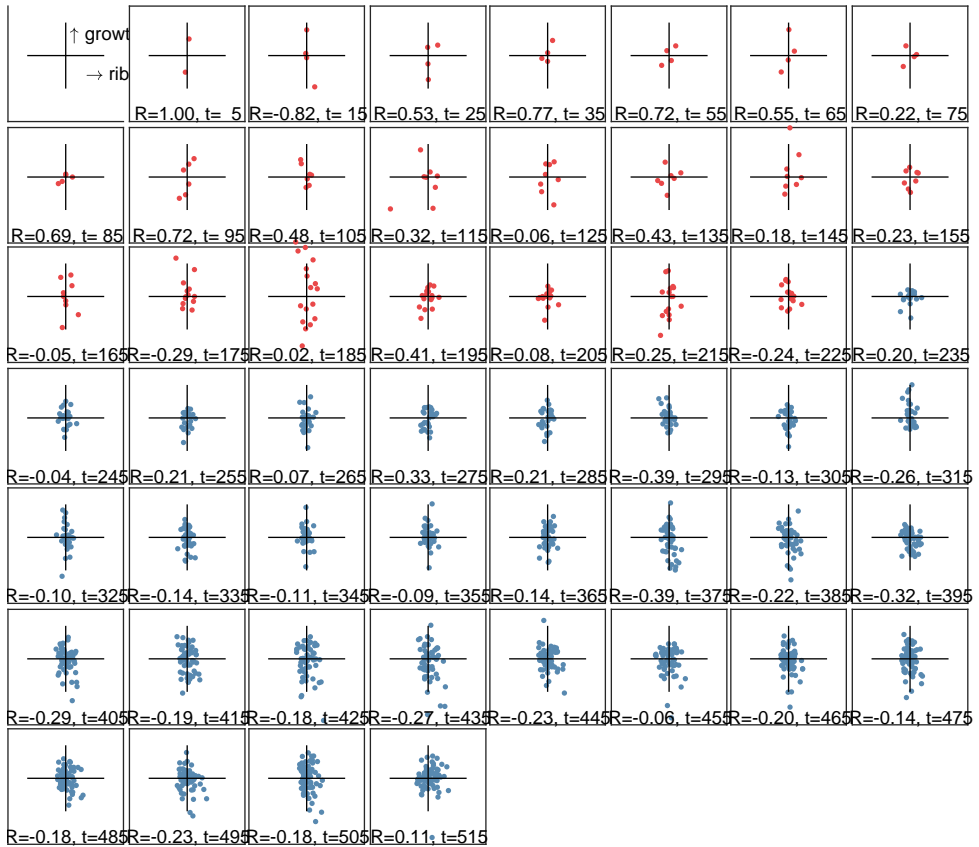 ↑ growt
→ rib
R=1.00, t= 5
R=-0.82, t= 15
R=0.53, t= 25
R=0.77, t= 35
R=0.72, t= 55
R=0.55, t= 65
R=0.22, t= 75
R=0.69, t= 85
R=0.72, t= 95
R=0.48, t=105
R=0.32, t=115
R=0.06, t=125
R=0.43, t=135
R=0.18, t=145
R=0.23, t=155
R=-0.05, t=165
R=-0.29, t=175
R=0.02, t=185
R=0.41, t=195
R=0.08, t=205
R=0.25, t=215
R=-0.24, t=225
R=0.20, t=235
R=-0.04, t=245
R=0.21, t=255
R=0.07, t=265
R=0.33, t=275
R=0.21, t=285
R=-0.39, t=295
R=-0.13, t=305
R=-0.26, t=315
R=-0.10, t=325
R=-0.14, t=335
R=-0.11, t=345
R=-0.09, t=355
R=0.14, t=365
R=-0.39, t=375
R=-0.22, t=385
R=-0.32, t=395
R=-0.29, t=405
R=-0.19, t=415
R=-0.18, t=425
R=-0.27, t=435
R=-0.23, t=445
R=-0.06, t=455
R=-0.20, t=465
R=-0.14, t=475
R=-0.18, t=485
R=-0.23, t=495
R=-0.18, t=505
R=0.11, t=515